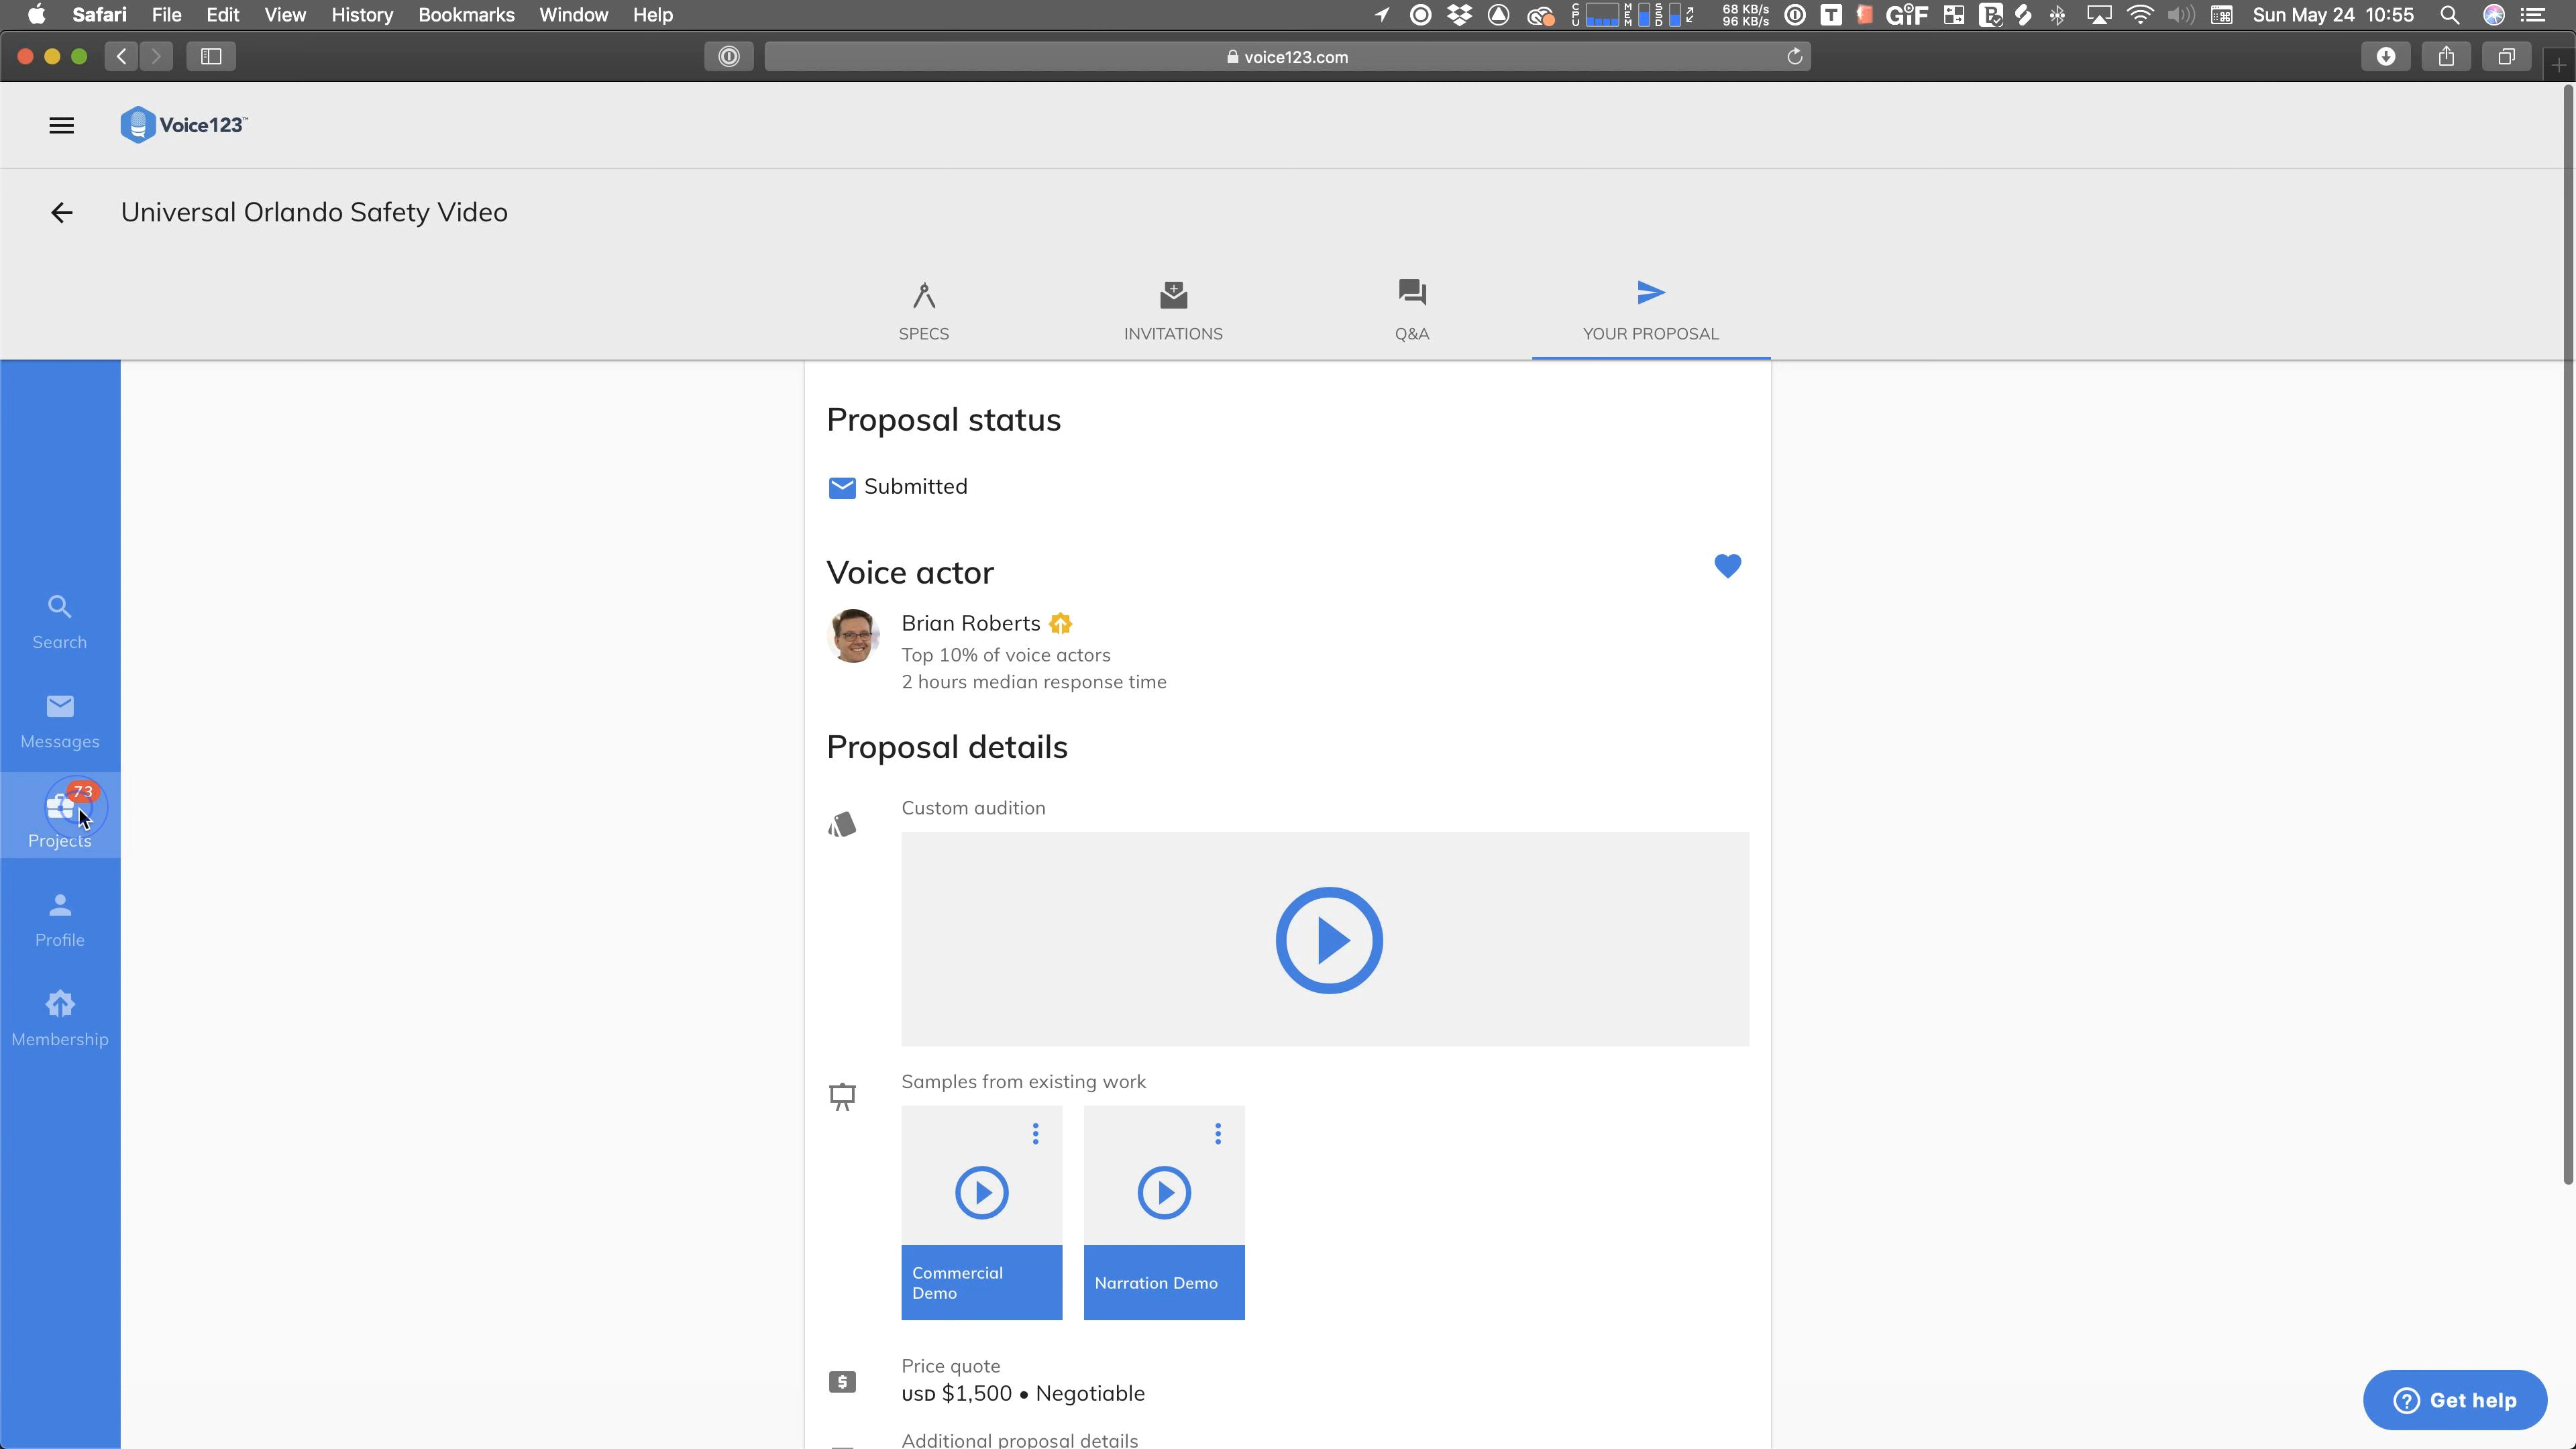 Safari File Edit View History Bookmarks Window Help
68 KB/s
96 KB/s
Sun May 24 10:55
voice123.com
Voice123™
Universal Orlando Safety Video
SPECS
INVITATIONS
Q&A
YOUR PROPOSAL
Search
Messages
73
Projects
Profile
Membership
Proposal status
Submitted
Voice actor
Brian Roberts
Top 10% of voice actors
2 hours median response time
Proposal details
Custom audition
Samples from existing work
Commercial
Demo
Narration Demo
Price quote
USD $1,500 • Negotiable
Additional proposal details
Get help